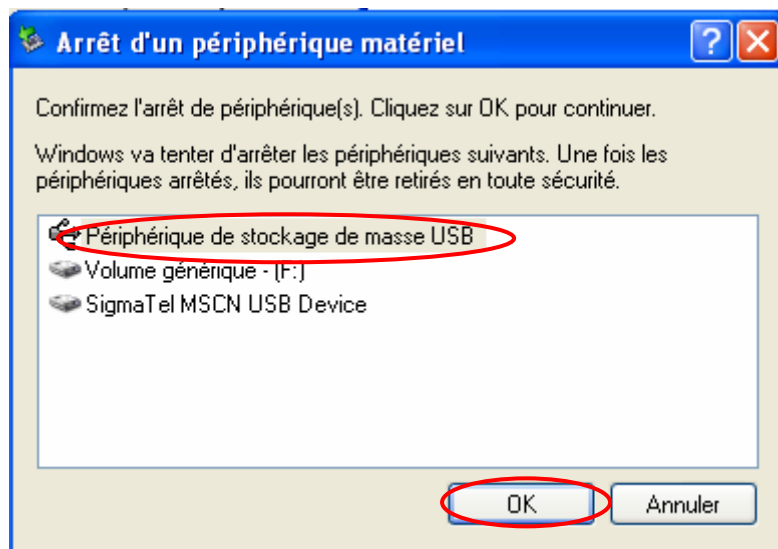 Arrêt d'un périphérique matériel
Confirmez l'arrêt de périphérique(s). Cliquez sur OK pour continuer.
Windows va tenter d'arrêter les périphériques suivants. Une fois les
périphériques arrêtés, ils pourront être retirés en toute sécurité.
Périphérique de stockage de masse USB
Volume générique - (F:)
SigmaTel MSCN USB Device
OK Annuler